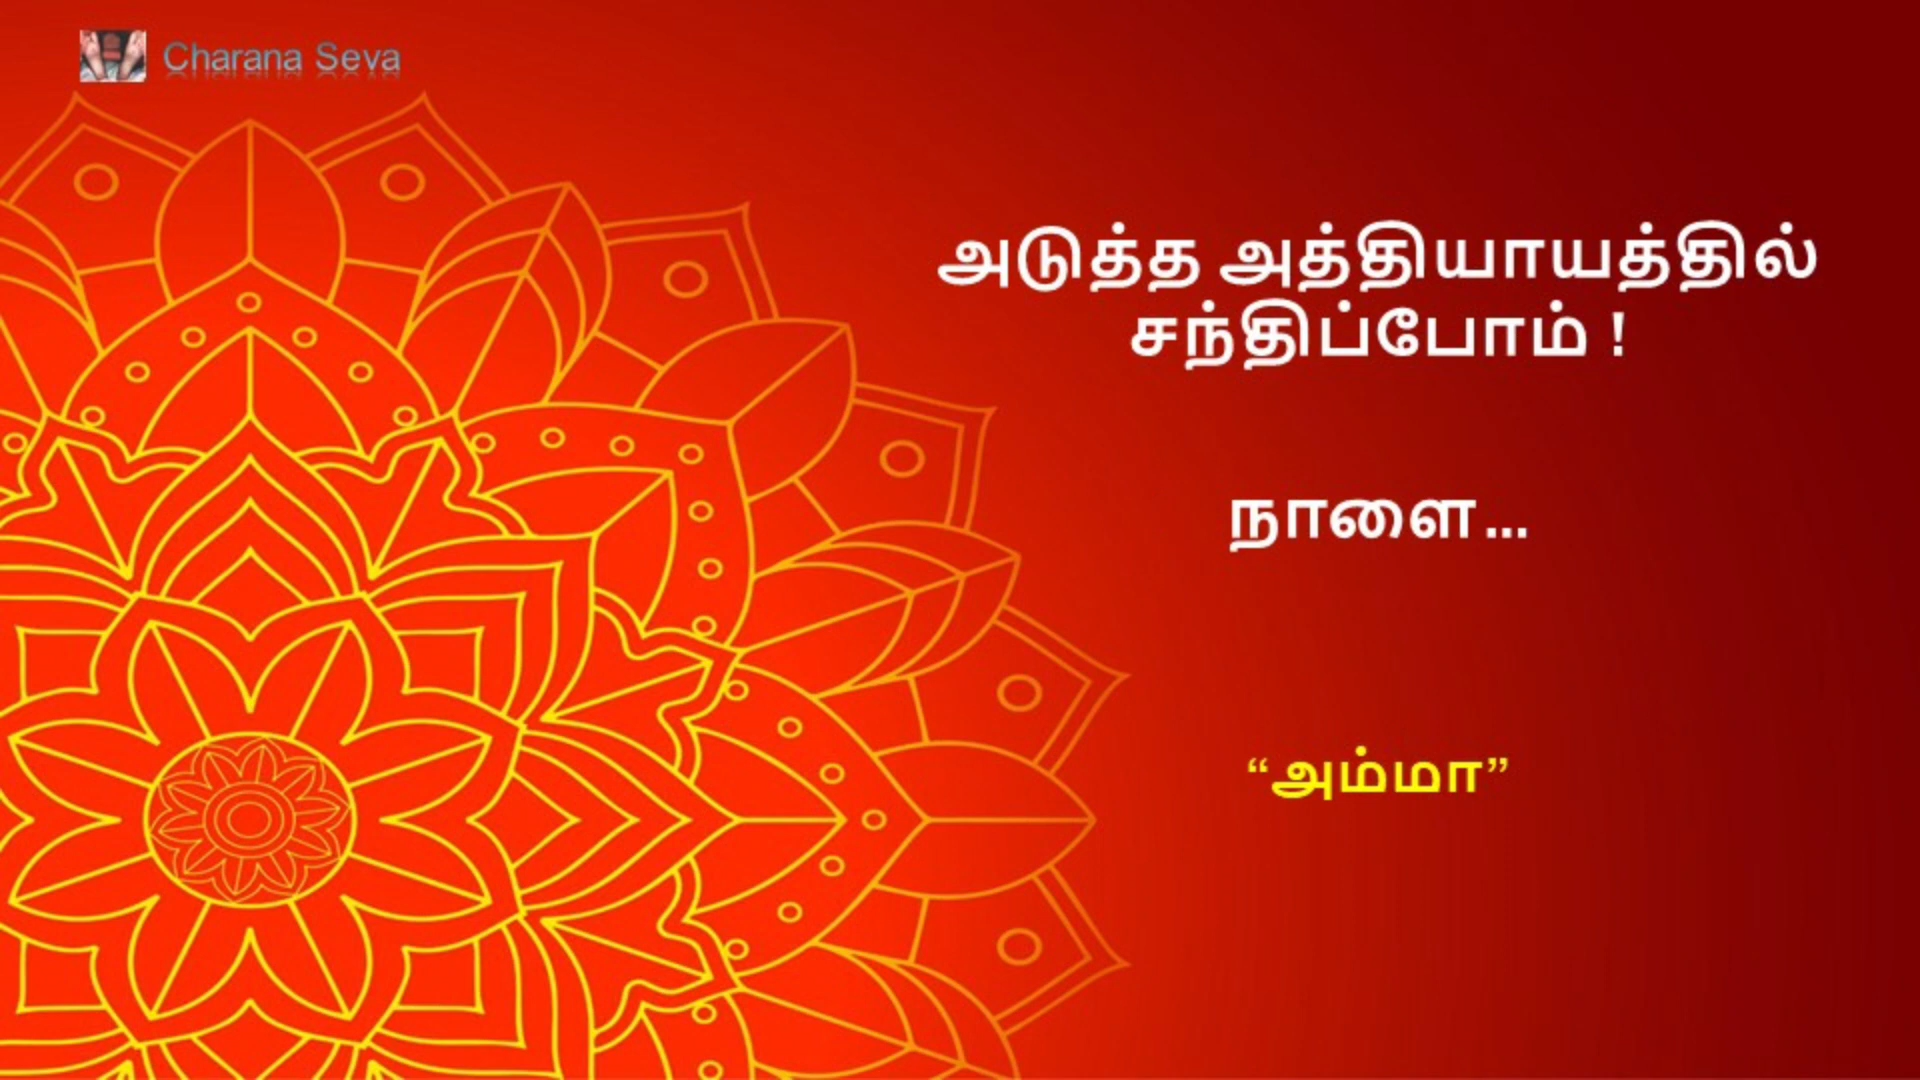 Charana Seva
அடுத்த அத்தியாயத்தில்
சந்திப்போம் !
நாளை...
“அம்மா”